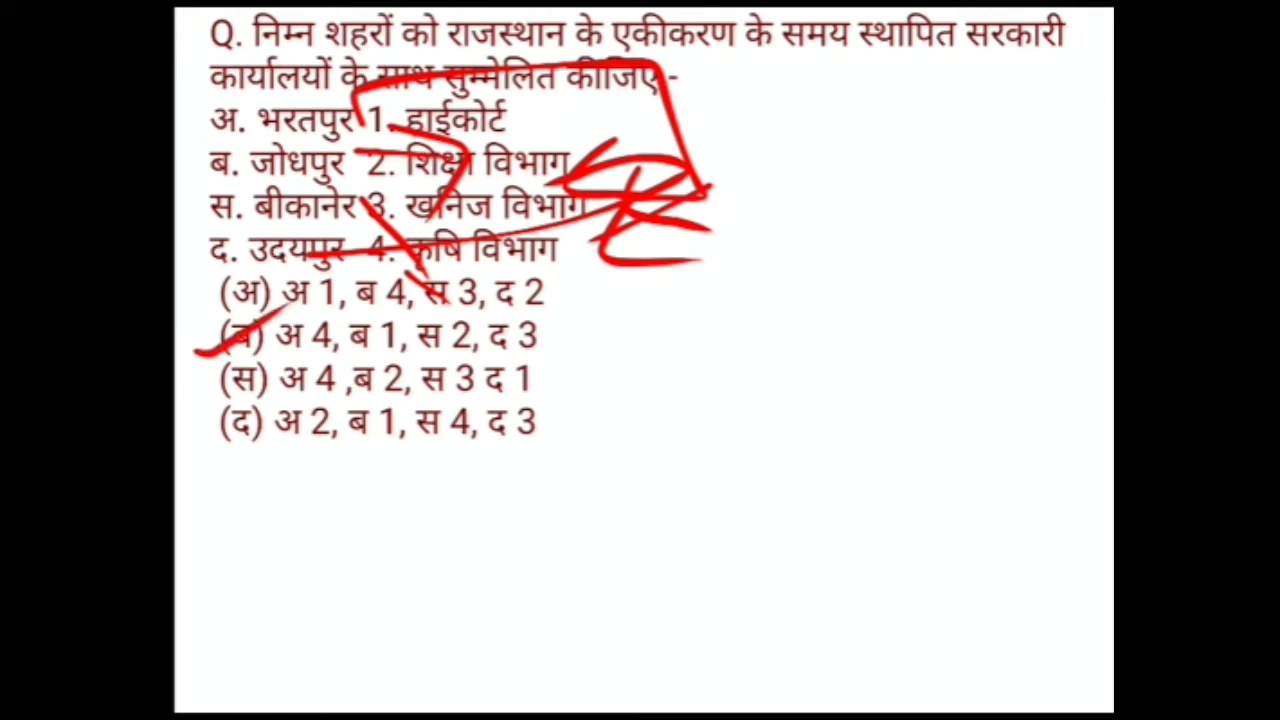 Q. निम्न शहरों को राजस्थान के एकीकरण के समय स्थापित सरकारी
कार्यालयों के साथ सुम्मेलित कीजिए -
अ. भरतपुर 1. हाईकोर्ट
ब. जोधपुर 2. शिक्षा विभाग
स. बीकानेर 3. खनिज विभाग
द. उदयपुर 4. कृषि विभाग
(अ) अ 1, ब 4, स 3, द 2
(ब) अ 4, ब 1, स 2, द 3
(स) अ 4 ,ब 2, स 3 द 1
(द) अ 2, ब 1, स 4, द 3